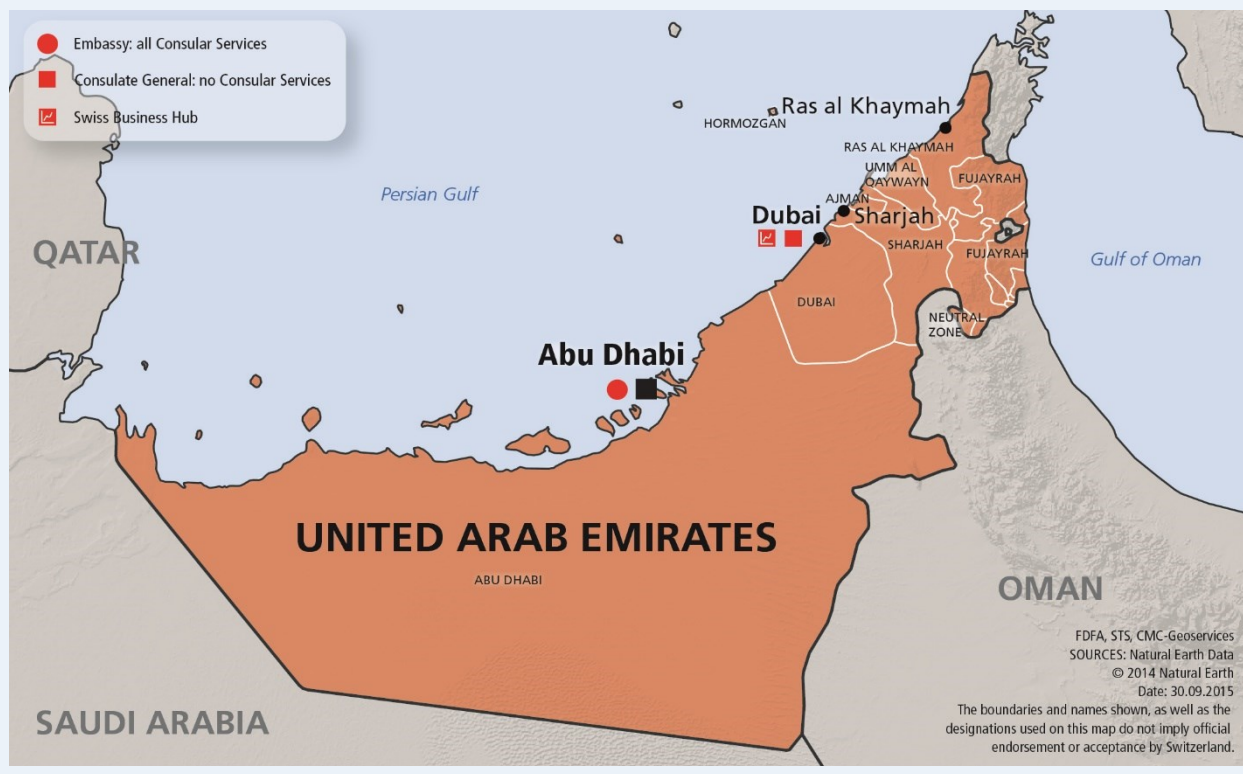 Embassy: all Consular Services
Consulate General: no Consular Services
Swiss Business Hub
Ras al Khaymah
HORMOZGAN
RAS AL KHAYMAH
UMM AL
QAYWAYN
FUJAYRAH
Persian Gulf
AJMAN
Dubai
Sharjah
QATAR
SHARJAH
FUJAYRAH
Gulf of Oman
DUBAI
NEUTRAL
ZONE
Abu Dhabi
UNITED ARAB EMIRATES
ABU DHABI
OMAN
SAUDI ARABIA
FDFA, STS, CMC-Geoservices
SOURCES: Natural Earth Data
© 2014 Natural Earth
Date: 30.09.2015
The boundaries and names shown, as well as the
designations used on this map do not imply official
endorsement or acceptance by Switzerland.